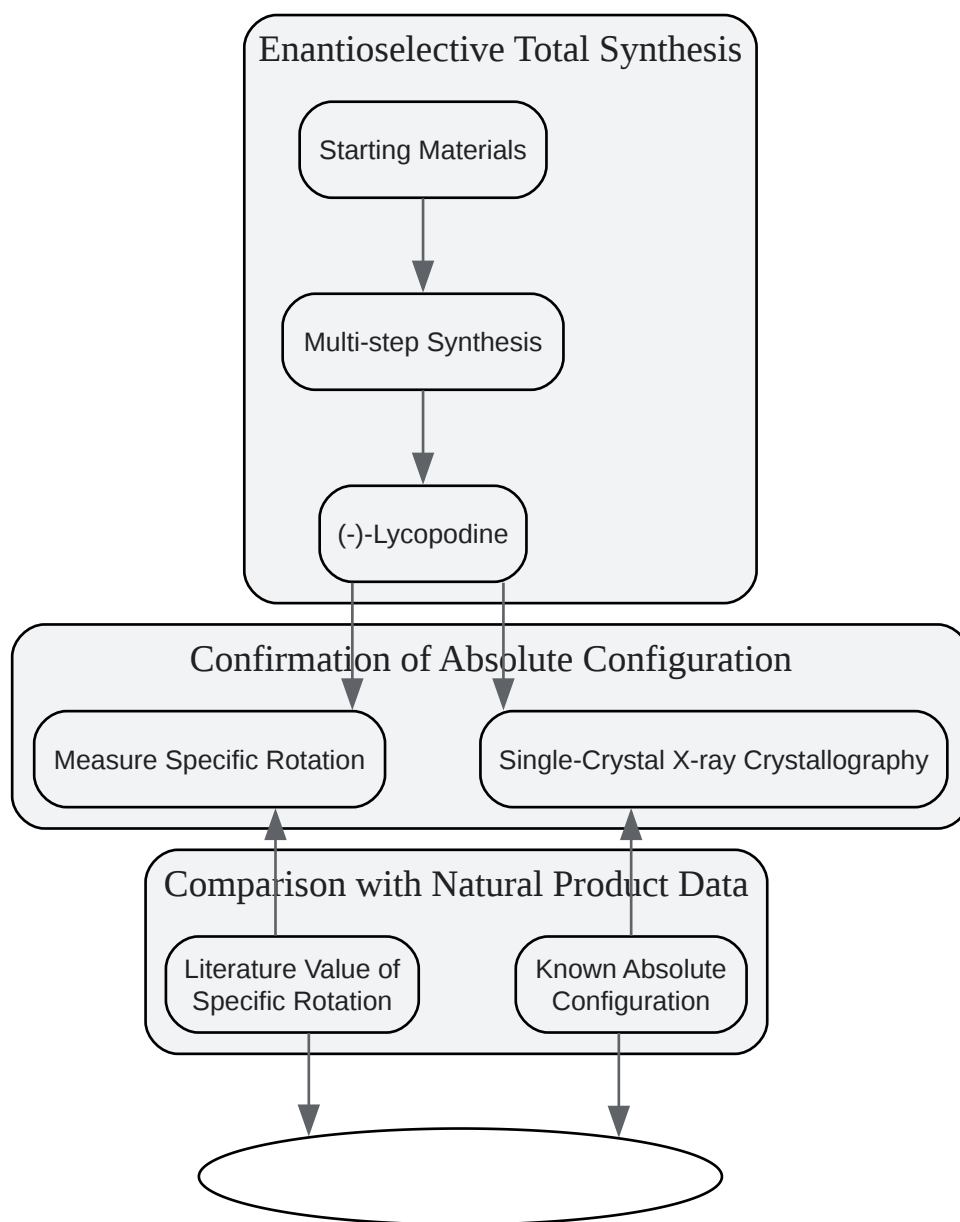 Enantioselective Total Synthesis
Starting Materials
Multi-step Synthesis
(-)-Lycopodine
Confirmation of Absolute Configuration
Measure Specific Rotation
Single-Crystal X-ray Crystallography
Comparison with Natural Product Data
Literature Value of
Specific Rotation
Known Absolute
Configuration